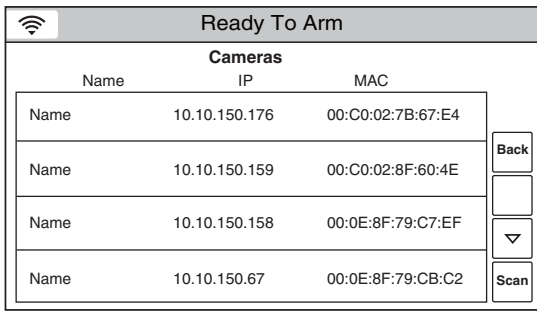 Ready To Arm
Cameras
Name IP MAC
Name 10.10.150.176 00:C0:02:7B:67:E4
Name 10.10.150.159 00:C0:02:8F:60:4E
Name 10.10.150.158 00:0E:8F:79:C7:EF
Name 10.10.150.67 00:0E:8F:79:CB:C2
Back
Scan